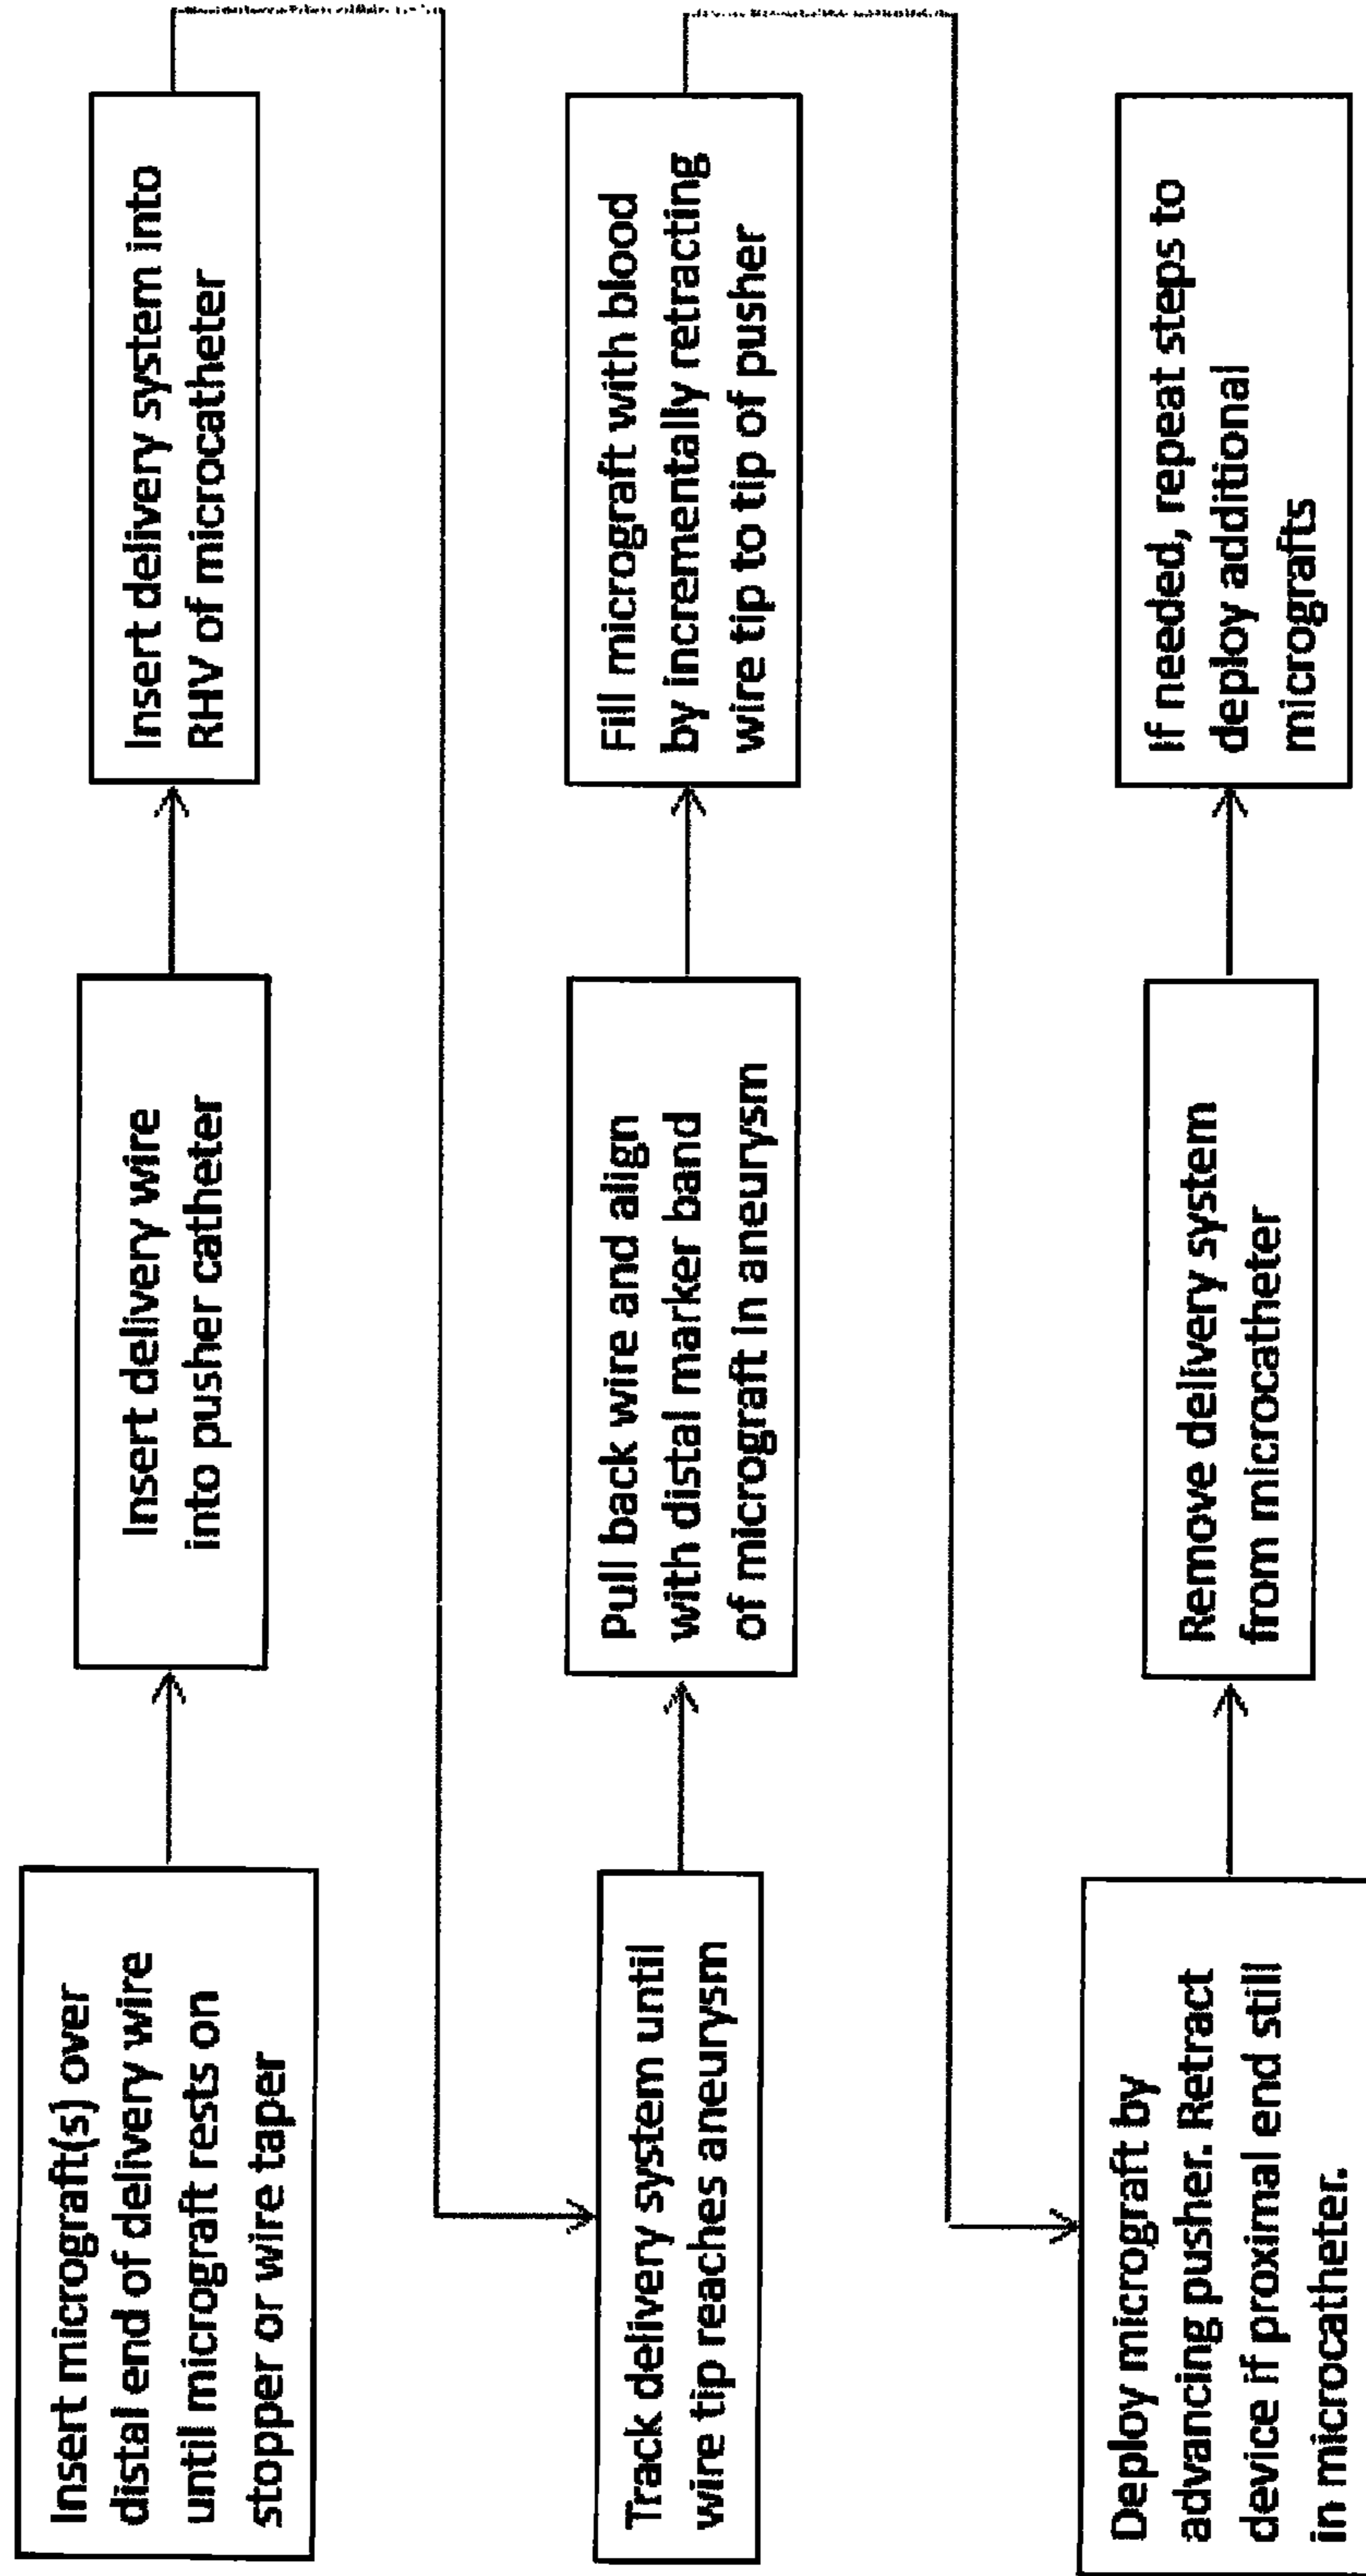 Insert micrograft(s) over
distal end of delivery wire
until micrograft rests on
stopper or wire taper
Insert delivery wire
into pusher catheter
Insert delivery system into
RHV of microcatheter
Track delivery system until
wire tip reaches aneurysm
Pull back wire and align
with distal marker band
of micrograft in aneurysm
Fill micrograft with blood
by incrementally retracting
wire tip to tip of pusher
Deploy micrograft by
advancing pusher. Retract
device if proximal end still
in microcatheter.
Remove delivery system
from microcatheter
If needed, repeat steps to
deploy additional
micrografts